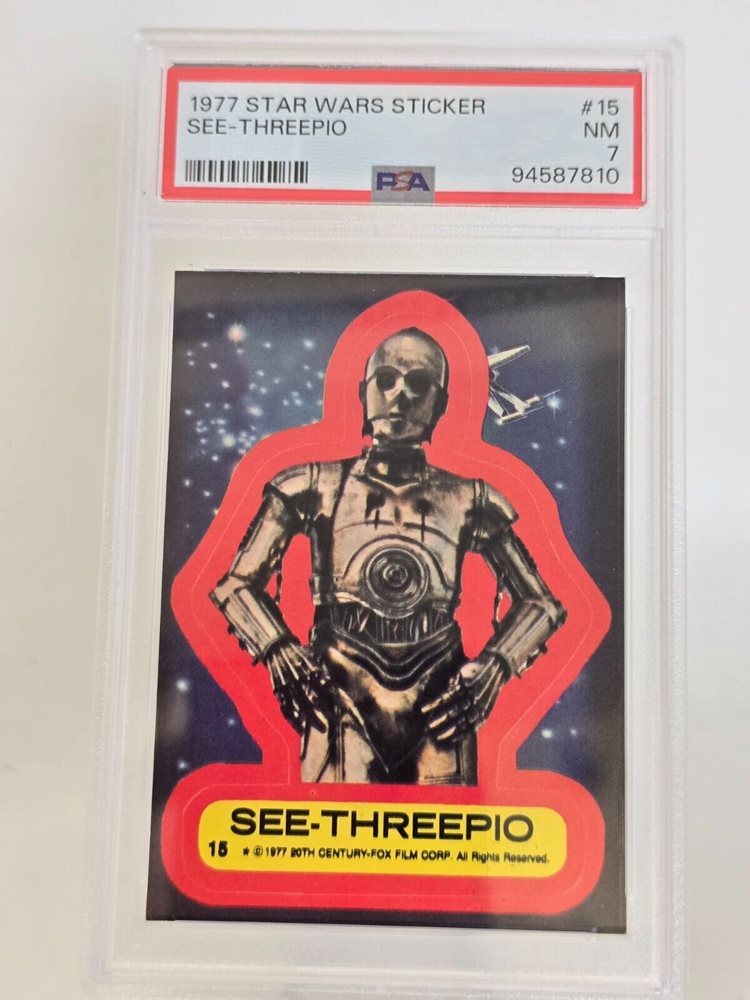 1977 STAR WARS STICKER #15
SEE-THREEPIO NM
7
PSA 94587810
SEE-THREEPIO
15 ★ © 1977 20TH CENTURY-FOX FILM CORP. All Rights Reserved.